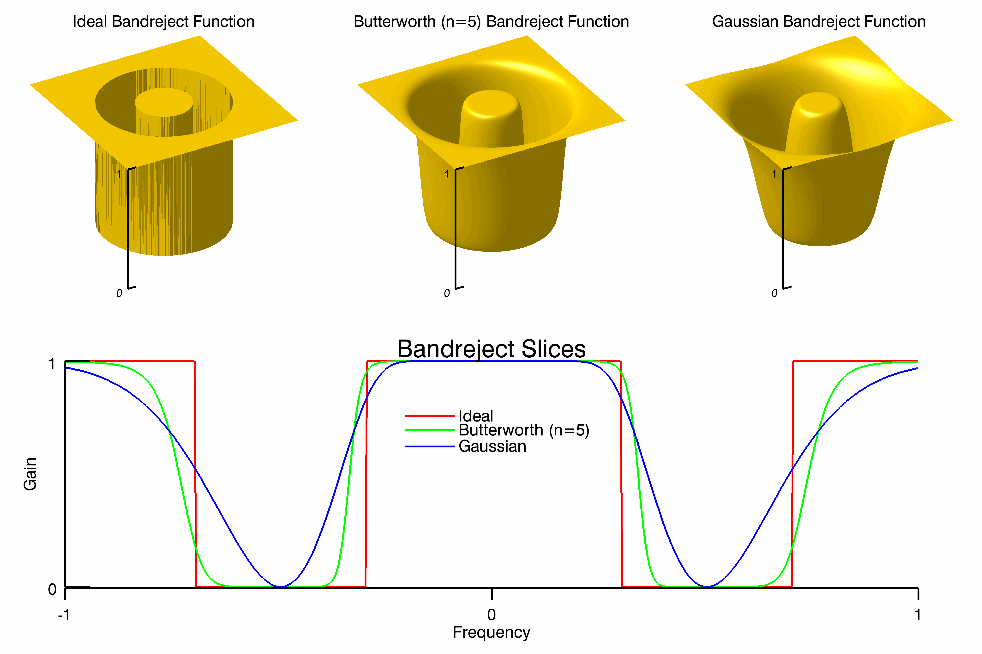 Ideal Bandreject Function
Butterworth (n=5) Bandreject Function
Gaussian Bandreject Function
1
0
1
0
1
0
Bandreject Slices
1
Ideal
Butterworth (n=5)
Gaussian
Gain
0
-1
0
1
Frequency